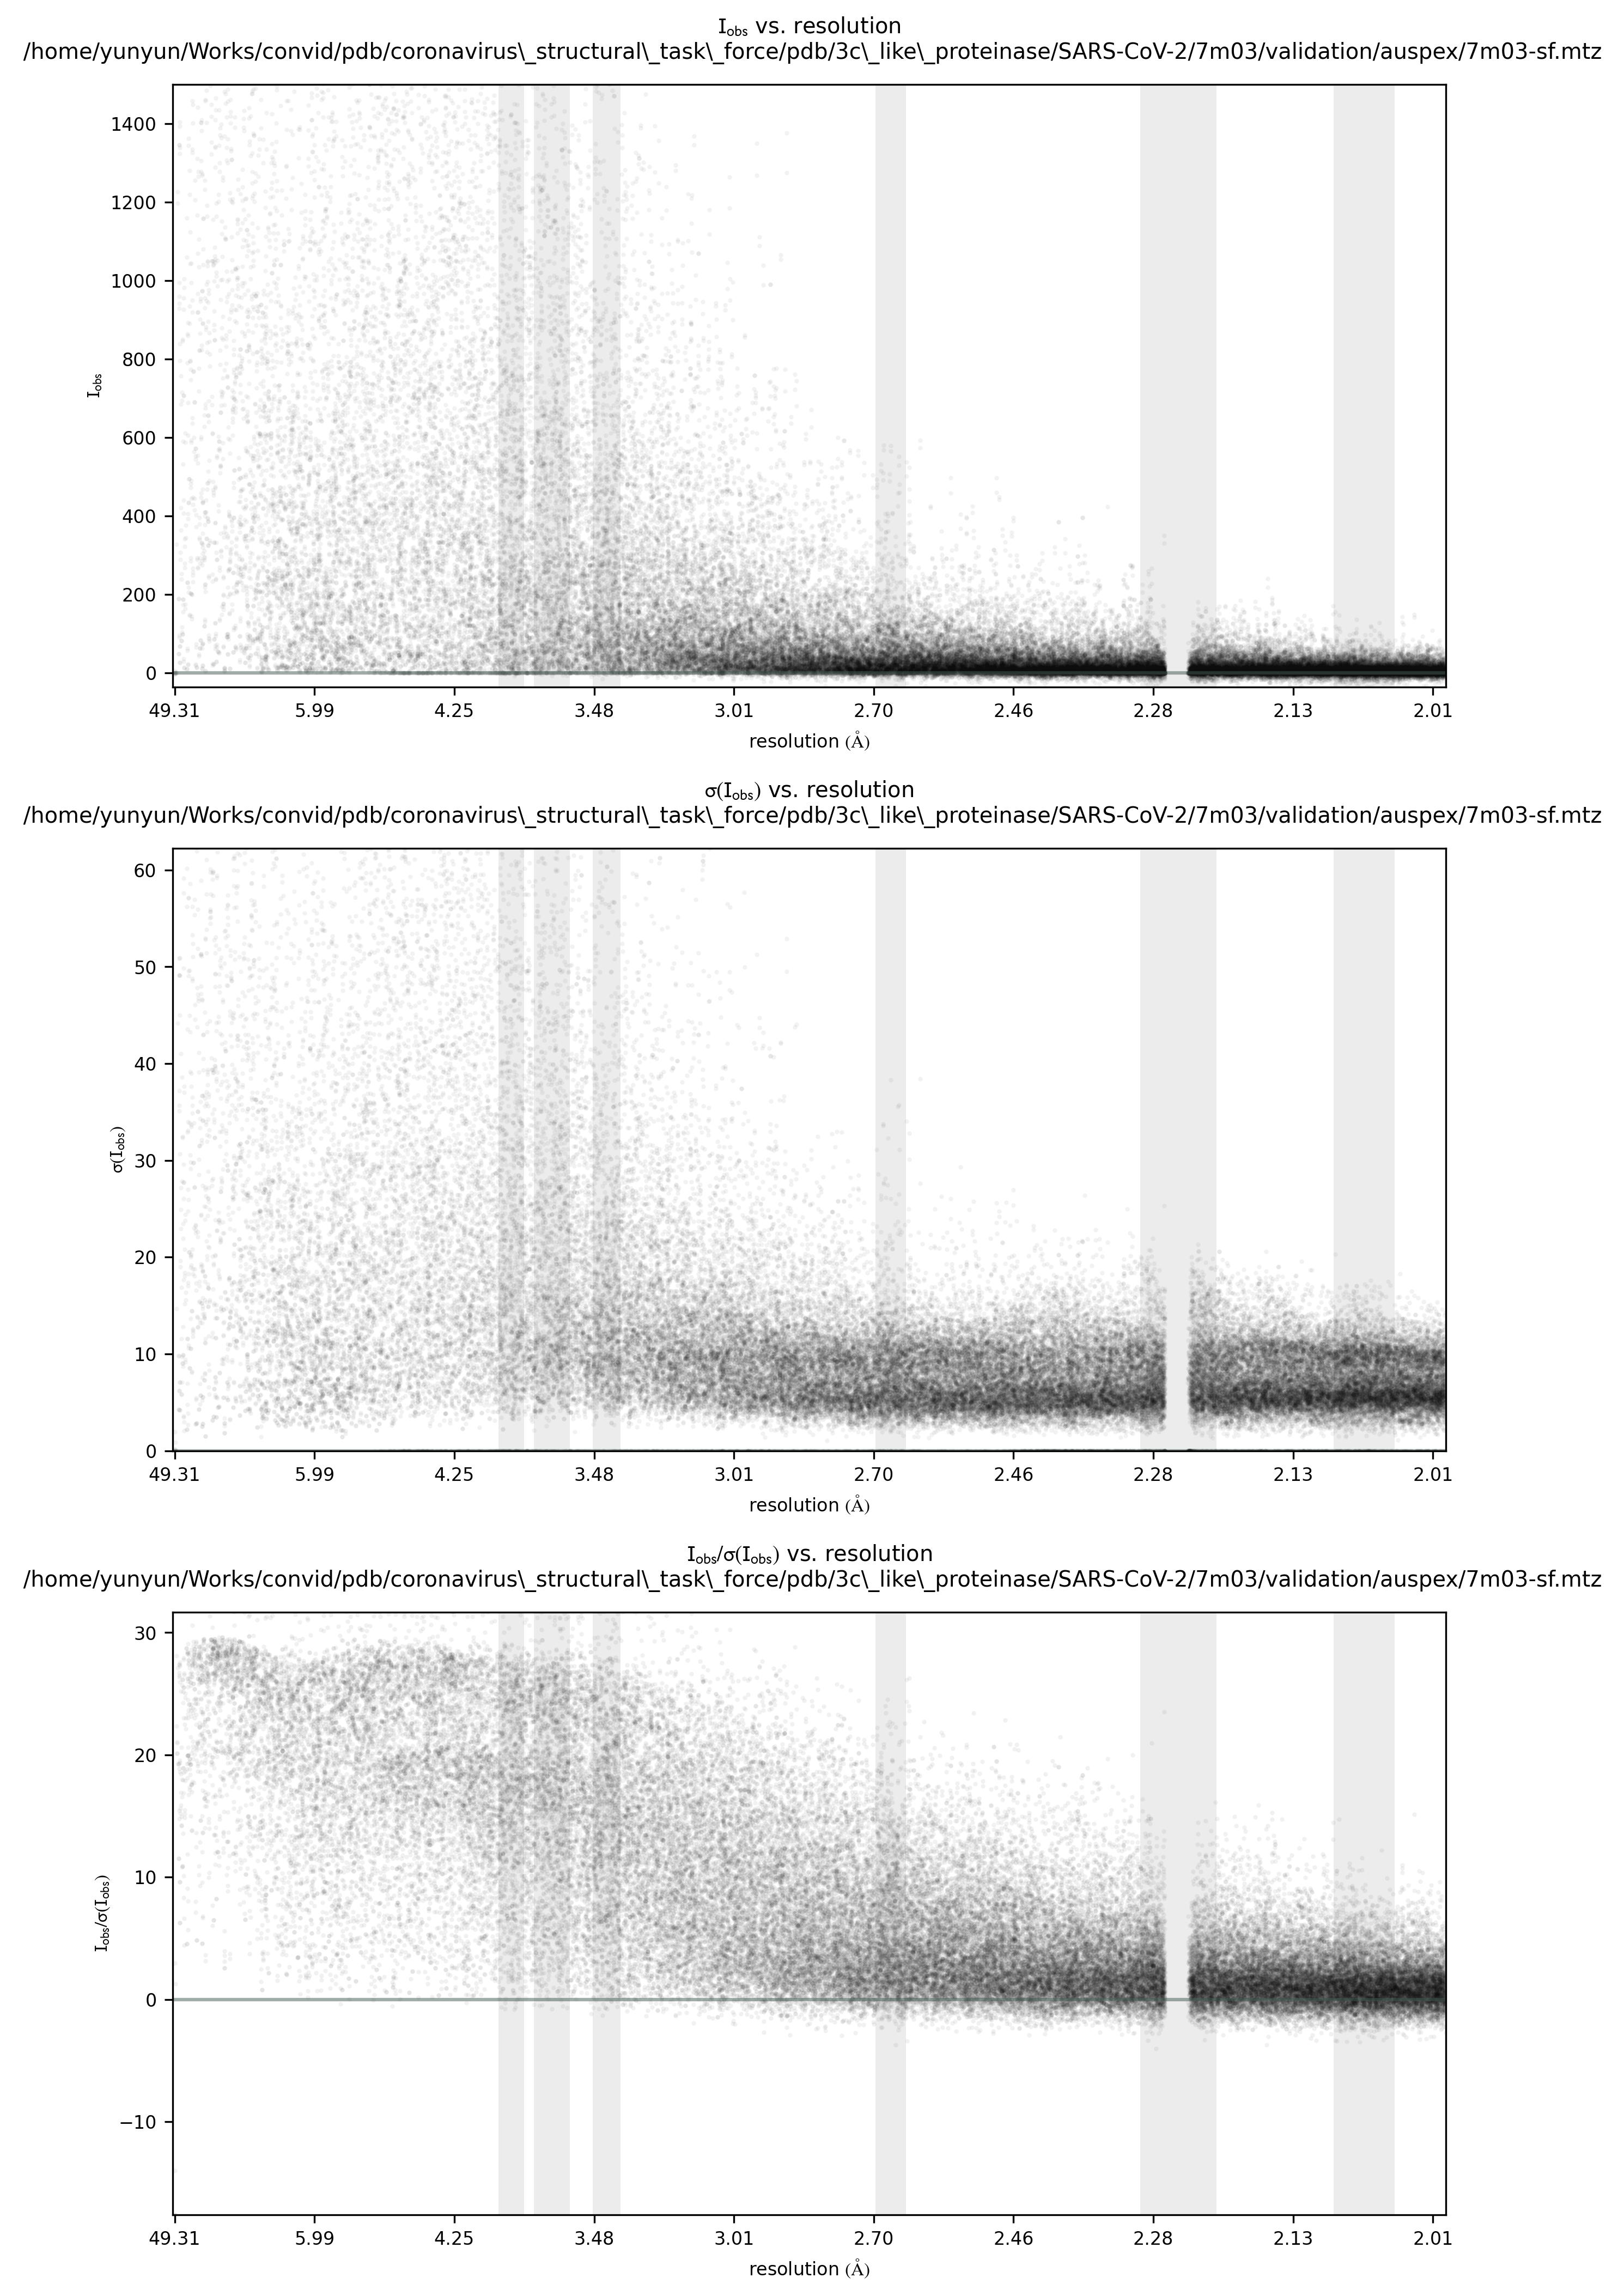 Iobs vs. resolution
/home/yunyun/Works/convid/pdb/coronavirus\_structural\_task\_force/pdb/3c\_like\_proteinase/SARS-CoV-2/7m03/validation/auspex/7m03-sf.mtz
1400
1200
1000
800
600
400
200
0
Iobs
49.31 5.99 4.25 3.48 3.01 2.70 2.46 2.28 2.13 2.01
resolution (Å)
σ(Iobs) vs. resolution
/home/yunyun/Works/convid/pdb/coronavirus\_structural\_task\_force/pdb/3c\_like\_proteinase/SARS-CoV-2/7m03/validation/auspex/7m03-sf.mtz
60
50
40
30
20
10
0
σ(Iobs)
49.31 5.99 4.25 3.48 3.01 2.70 2.46 2.28 2.13 2.01
resolution (Å)
Iobs/σ(Iobs) vs. resolution
/home/yunyun/Works/convid/pdb/coronavirus\_structural\_task\_force/pdb/3c\_like\_proteinase/SARS-CoV-2/7m03/validation/auspex/7m03-sf.mtz
30
20
10
0
−10
Iobs/σ(Iobs)
49.31 5.99 4.25 3.48 3.01 2.70 2.46 2.28 2.13 2.01
resolution (Å)